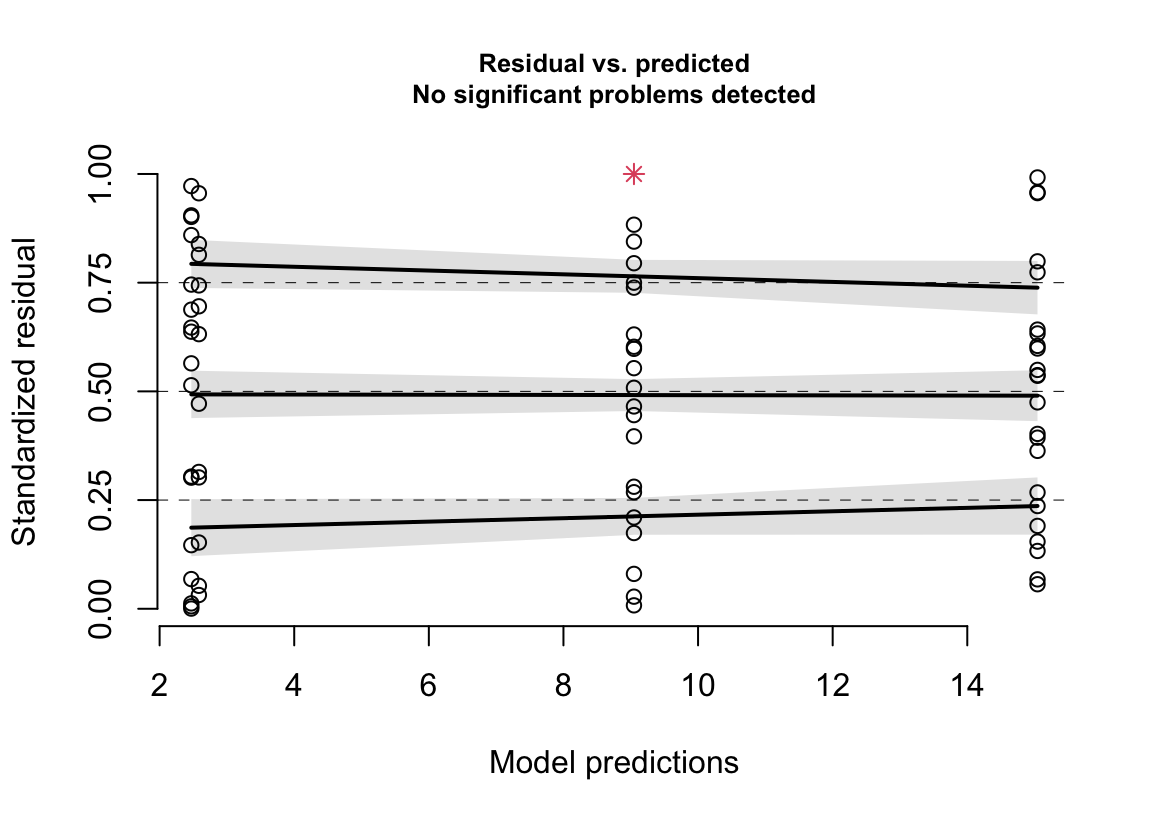 Residual vs. predicted
No significant problems detected
Standardized residual
1.00
0.75
0.50
0.25
0.00
2 4 6 8 10 12 14
Model predictions